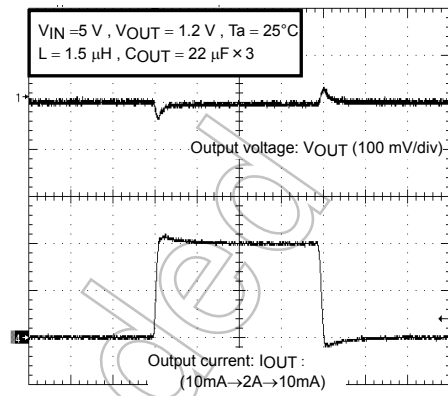 VIN =5 V , VOUT = 1.2 V , Ta = 25°C
L = 1.5 μH , COUT = 22 μF × 3
1
Output voltage: VOUT (100 mV/div)
ded
4
Output current: IOUT :
(10mA→2A→10mA)